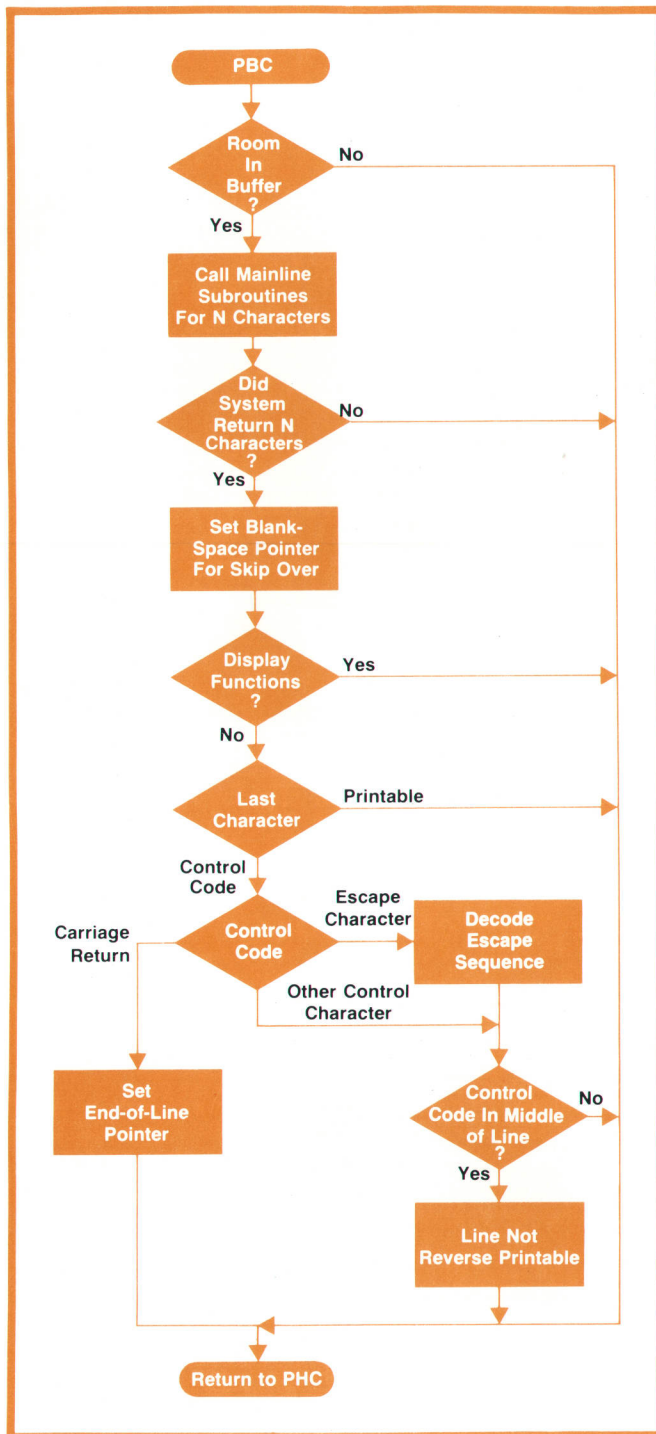 PBC
Room
In
Buffer
?
No
Yes
Call Mainline
Subroutines
For N Characters
Did
System
Return N
Characters
?
No
Yes
Set Blank-
Space Pointer
For Skip Over
Display
Functions
?
Yes
No
Last
Character
Printable
Control
Code
Control
Code
Escape
Character
Decode
Escape
Sequence
Carriage
Return
Other Control
Character
Set
End-of-Line
Pointer
Control
Code In Middle
of Line
?
No
Yes
Line Not
Reverse Printable
Return to PHC